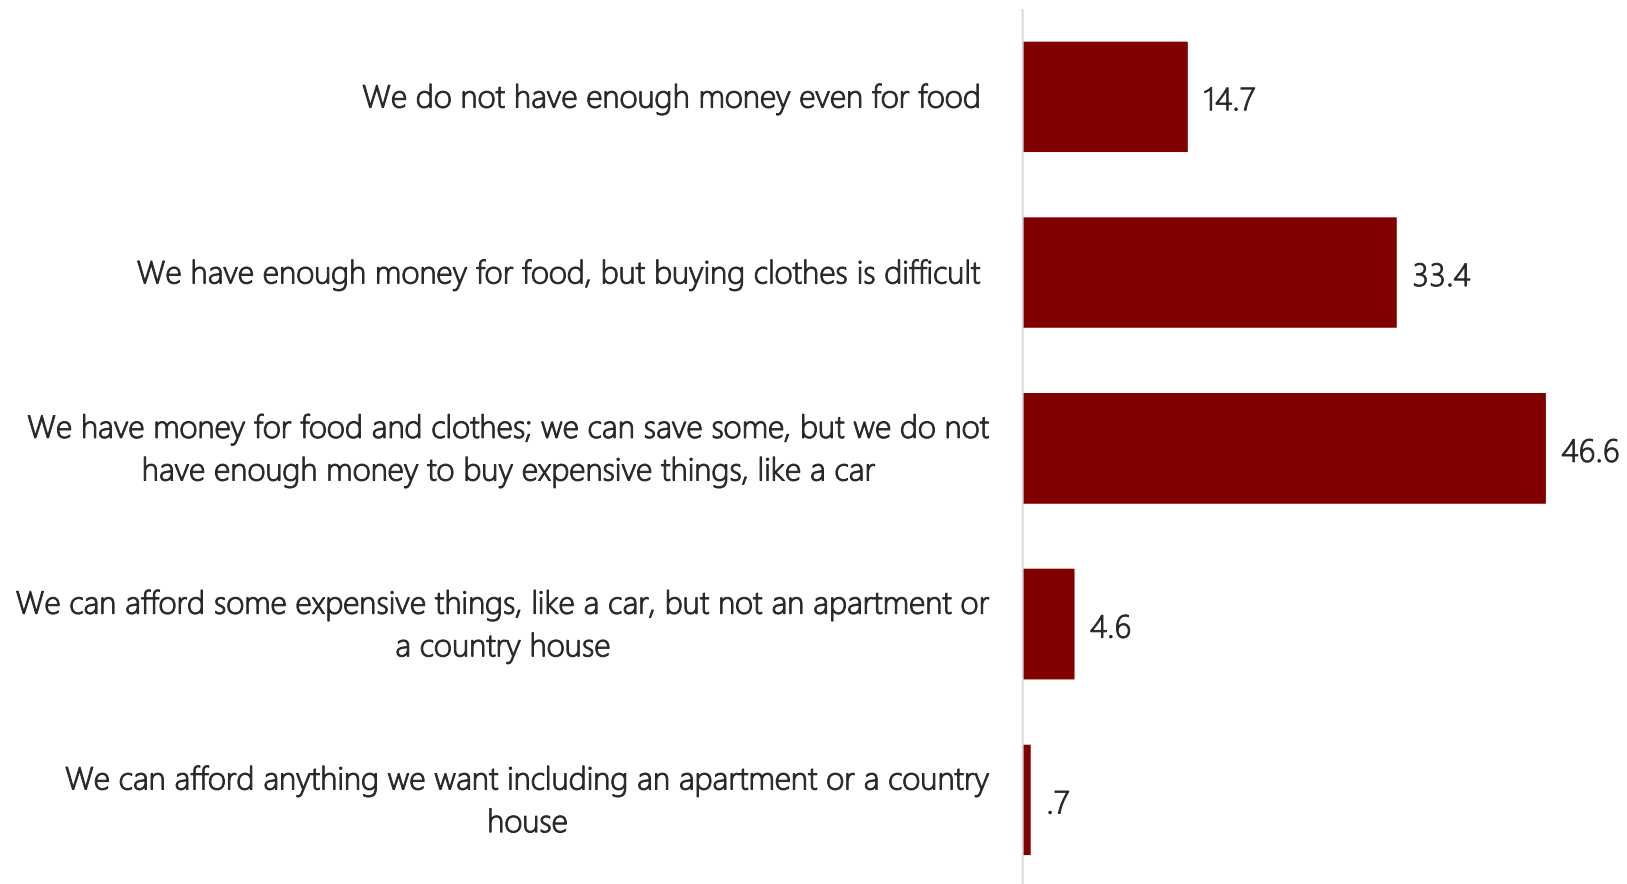 We do not have enough money even for food
14.7
We have enough money for food, but buying clothes is difficult
33.4
We have money for food and clothes; we can save some, but we do not
have enough money to buy expensive things, like a car
46.6
We can afford some expensive things, like a car, but not an apartment or
a country house
4.6
We can afford anything we want including an apartment or a country
house
.7